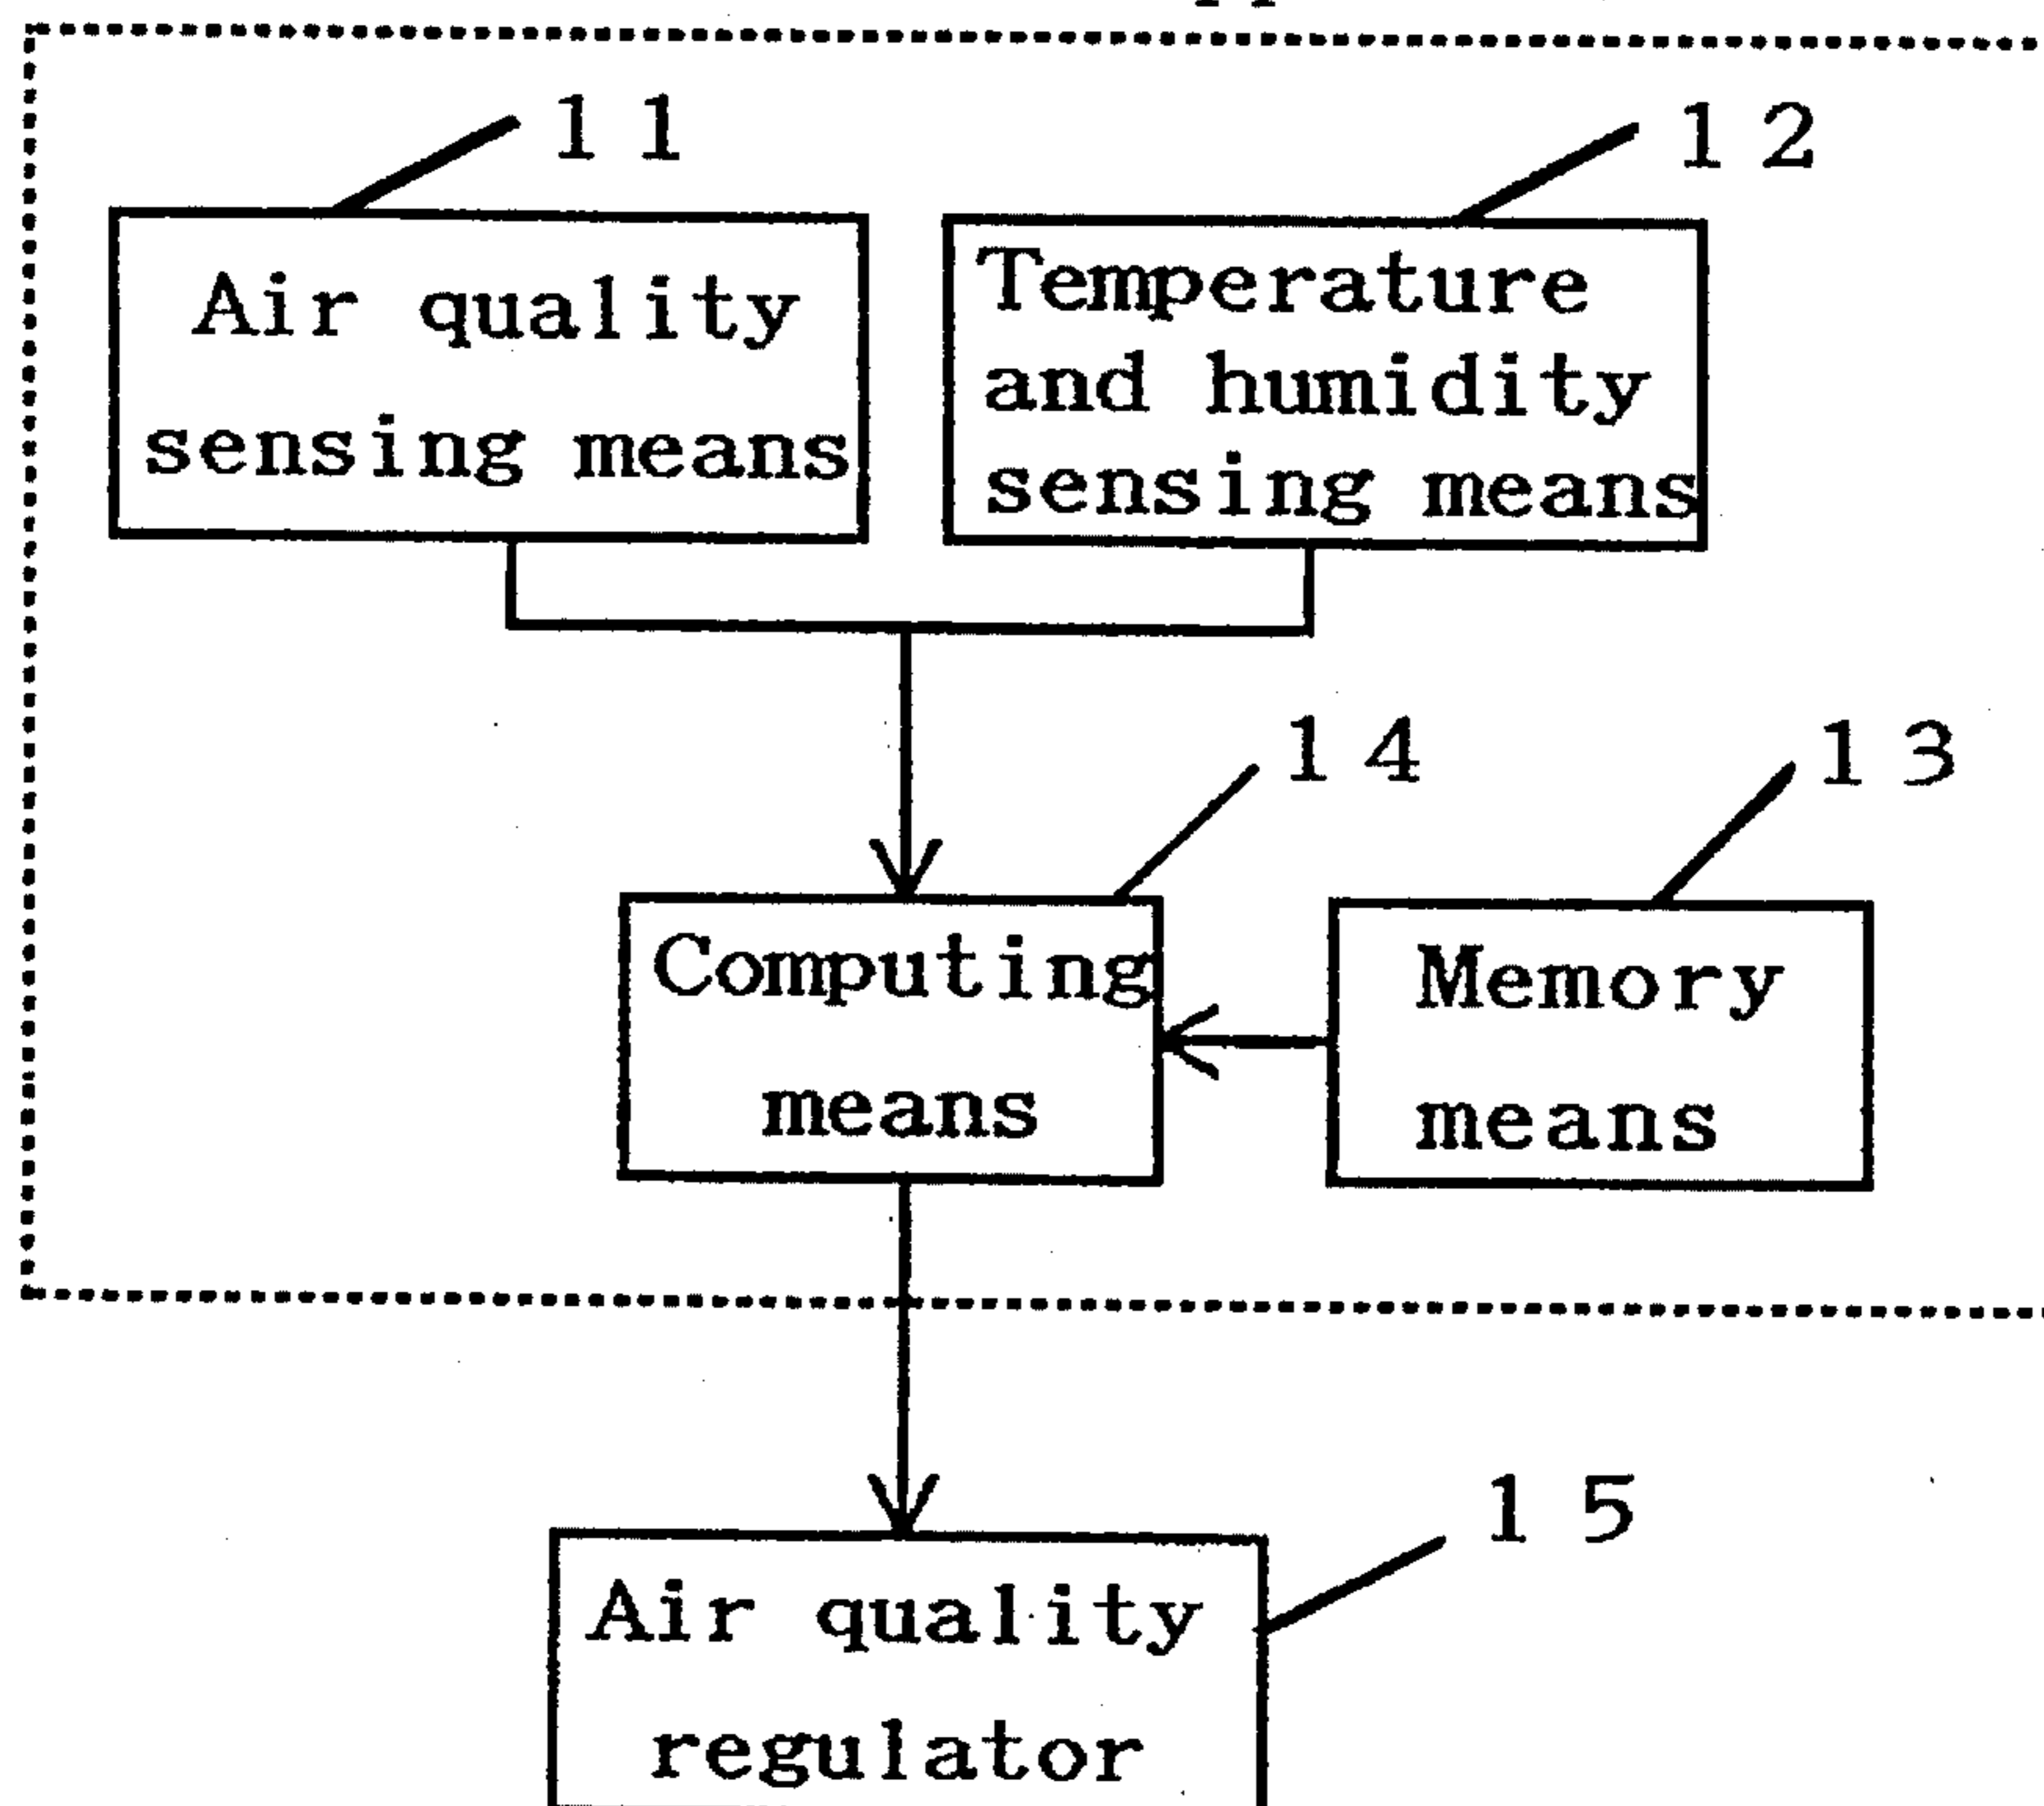 11
12
Air quality
sensing means
Temperature
and humidity
sensing means
14
13
Computing
means
Memory
means
15
Air quality
regulator